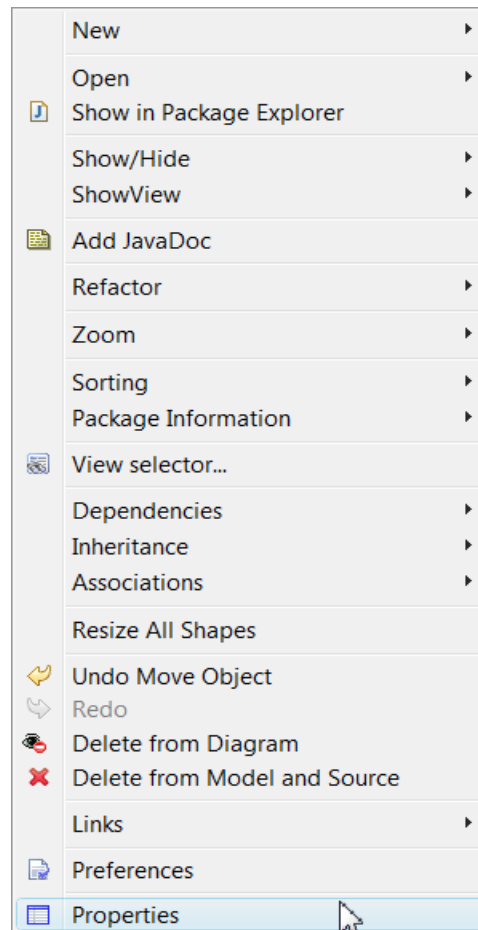 New
Open
Show in Package Explorer
Show/Hide
ShowView
Add JavaDoc
Refactor
Zoom
Sorting
Package Information
View selector...
Dependencies
Inheritance
Associations
Resize All Shapes
Undo Move Object
Redo
Delete from Diagram
Delete from Model and Source
Links
Preferences
Properties